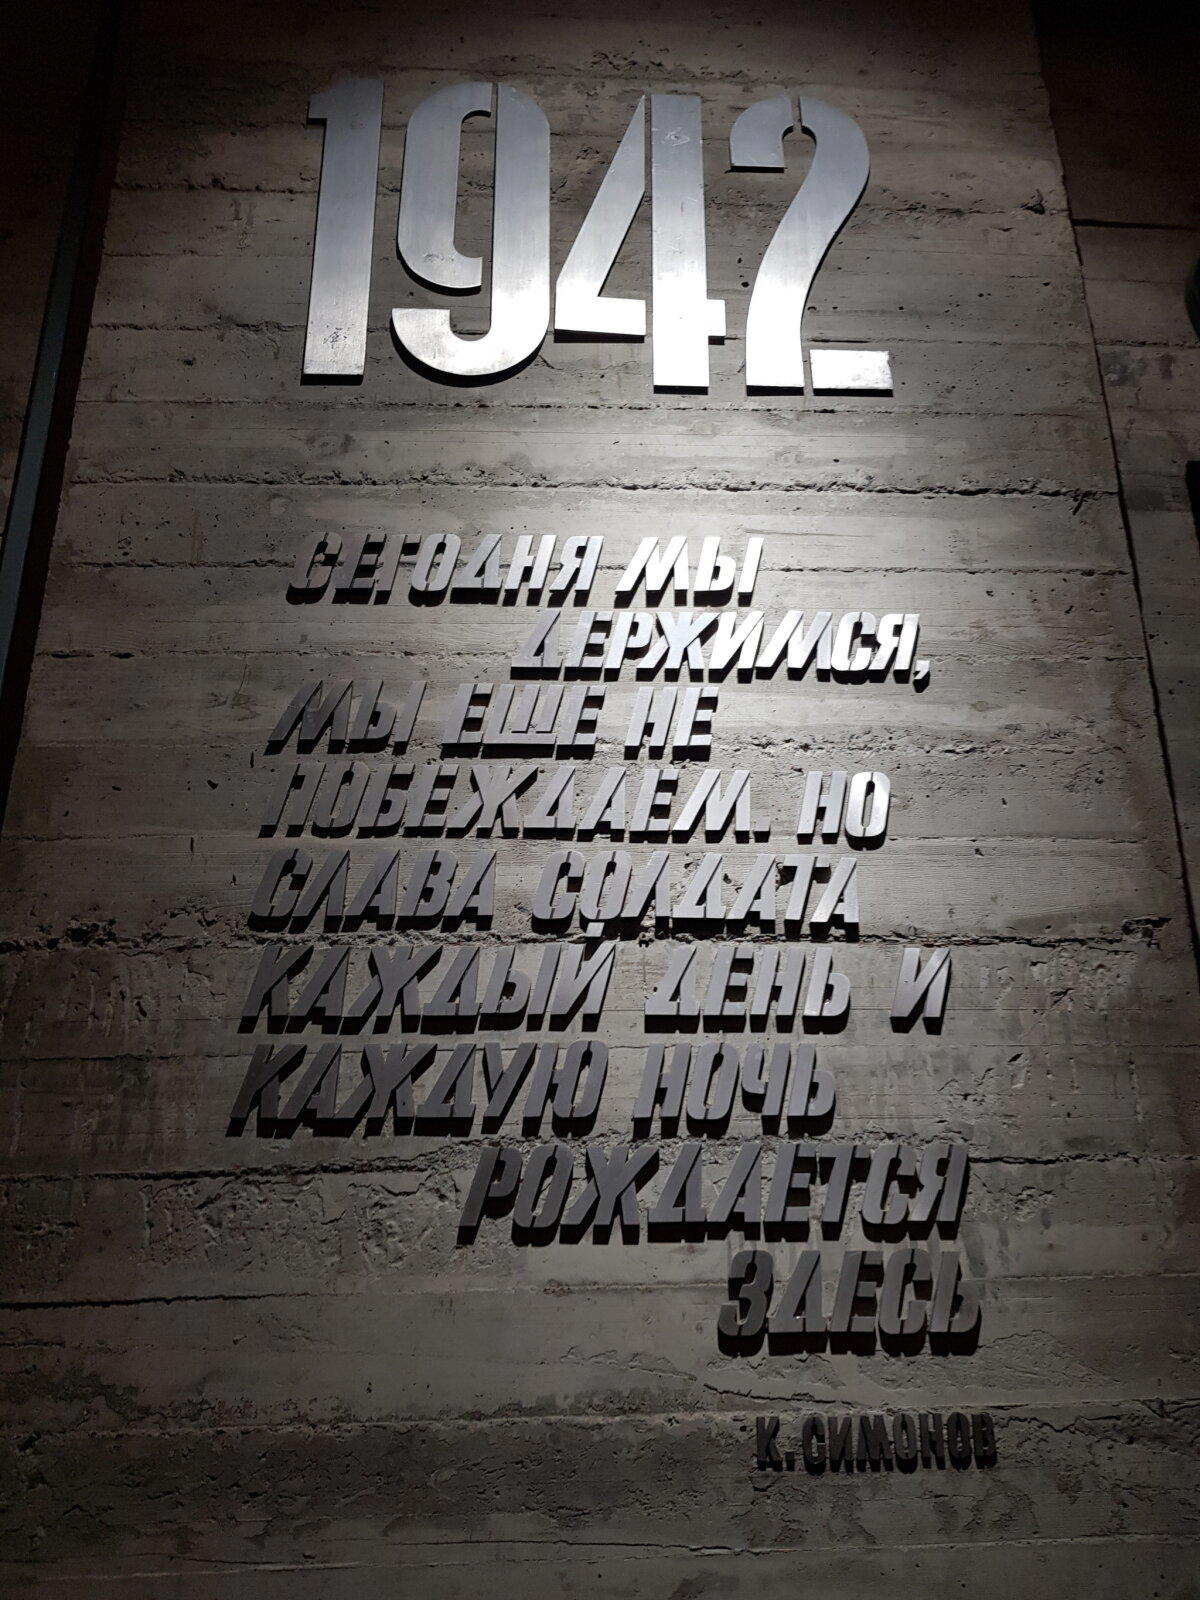 1942
СЕГОДНЯ МЫ
ДЕРЖИМСЯ,
МЫ ЕЩЕ НЕ
ПОБЕЖДАЕМ. НО
СЛАВА СОЛДАТА
КАЖДЫЙ ДЕНЬ И
КАЖДУЮ НОЧЬ
РОЖДАЕТСЯ
ЗДЕСЬ
К. СИМОНОВ